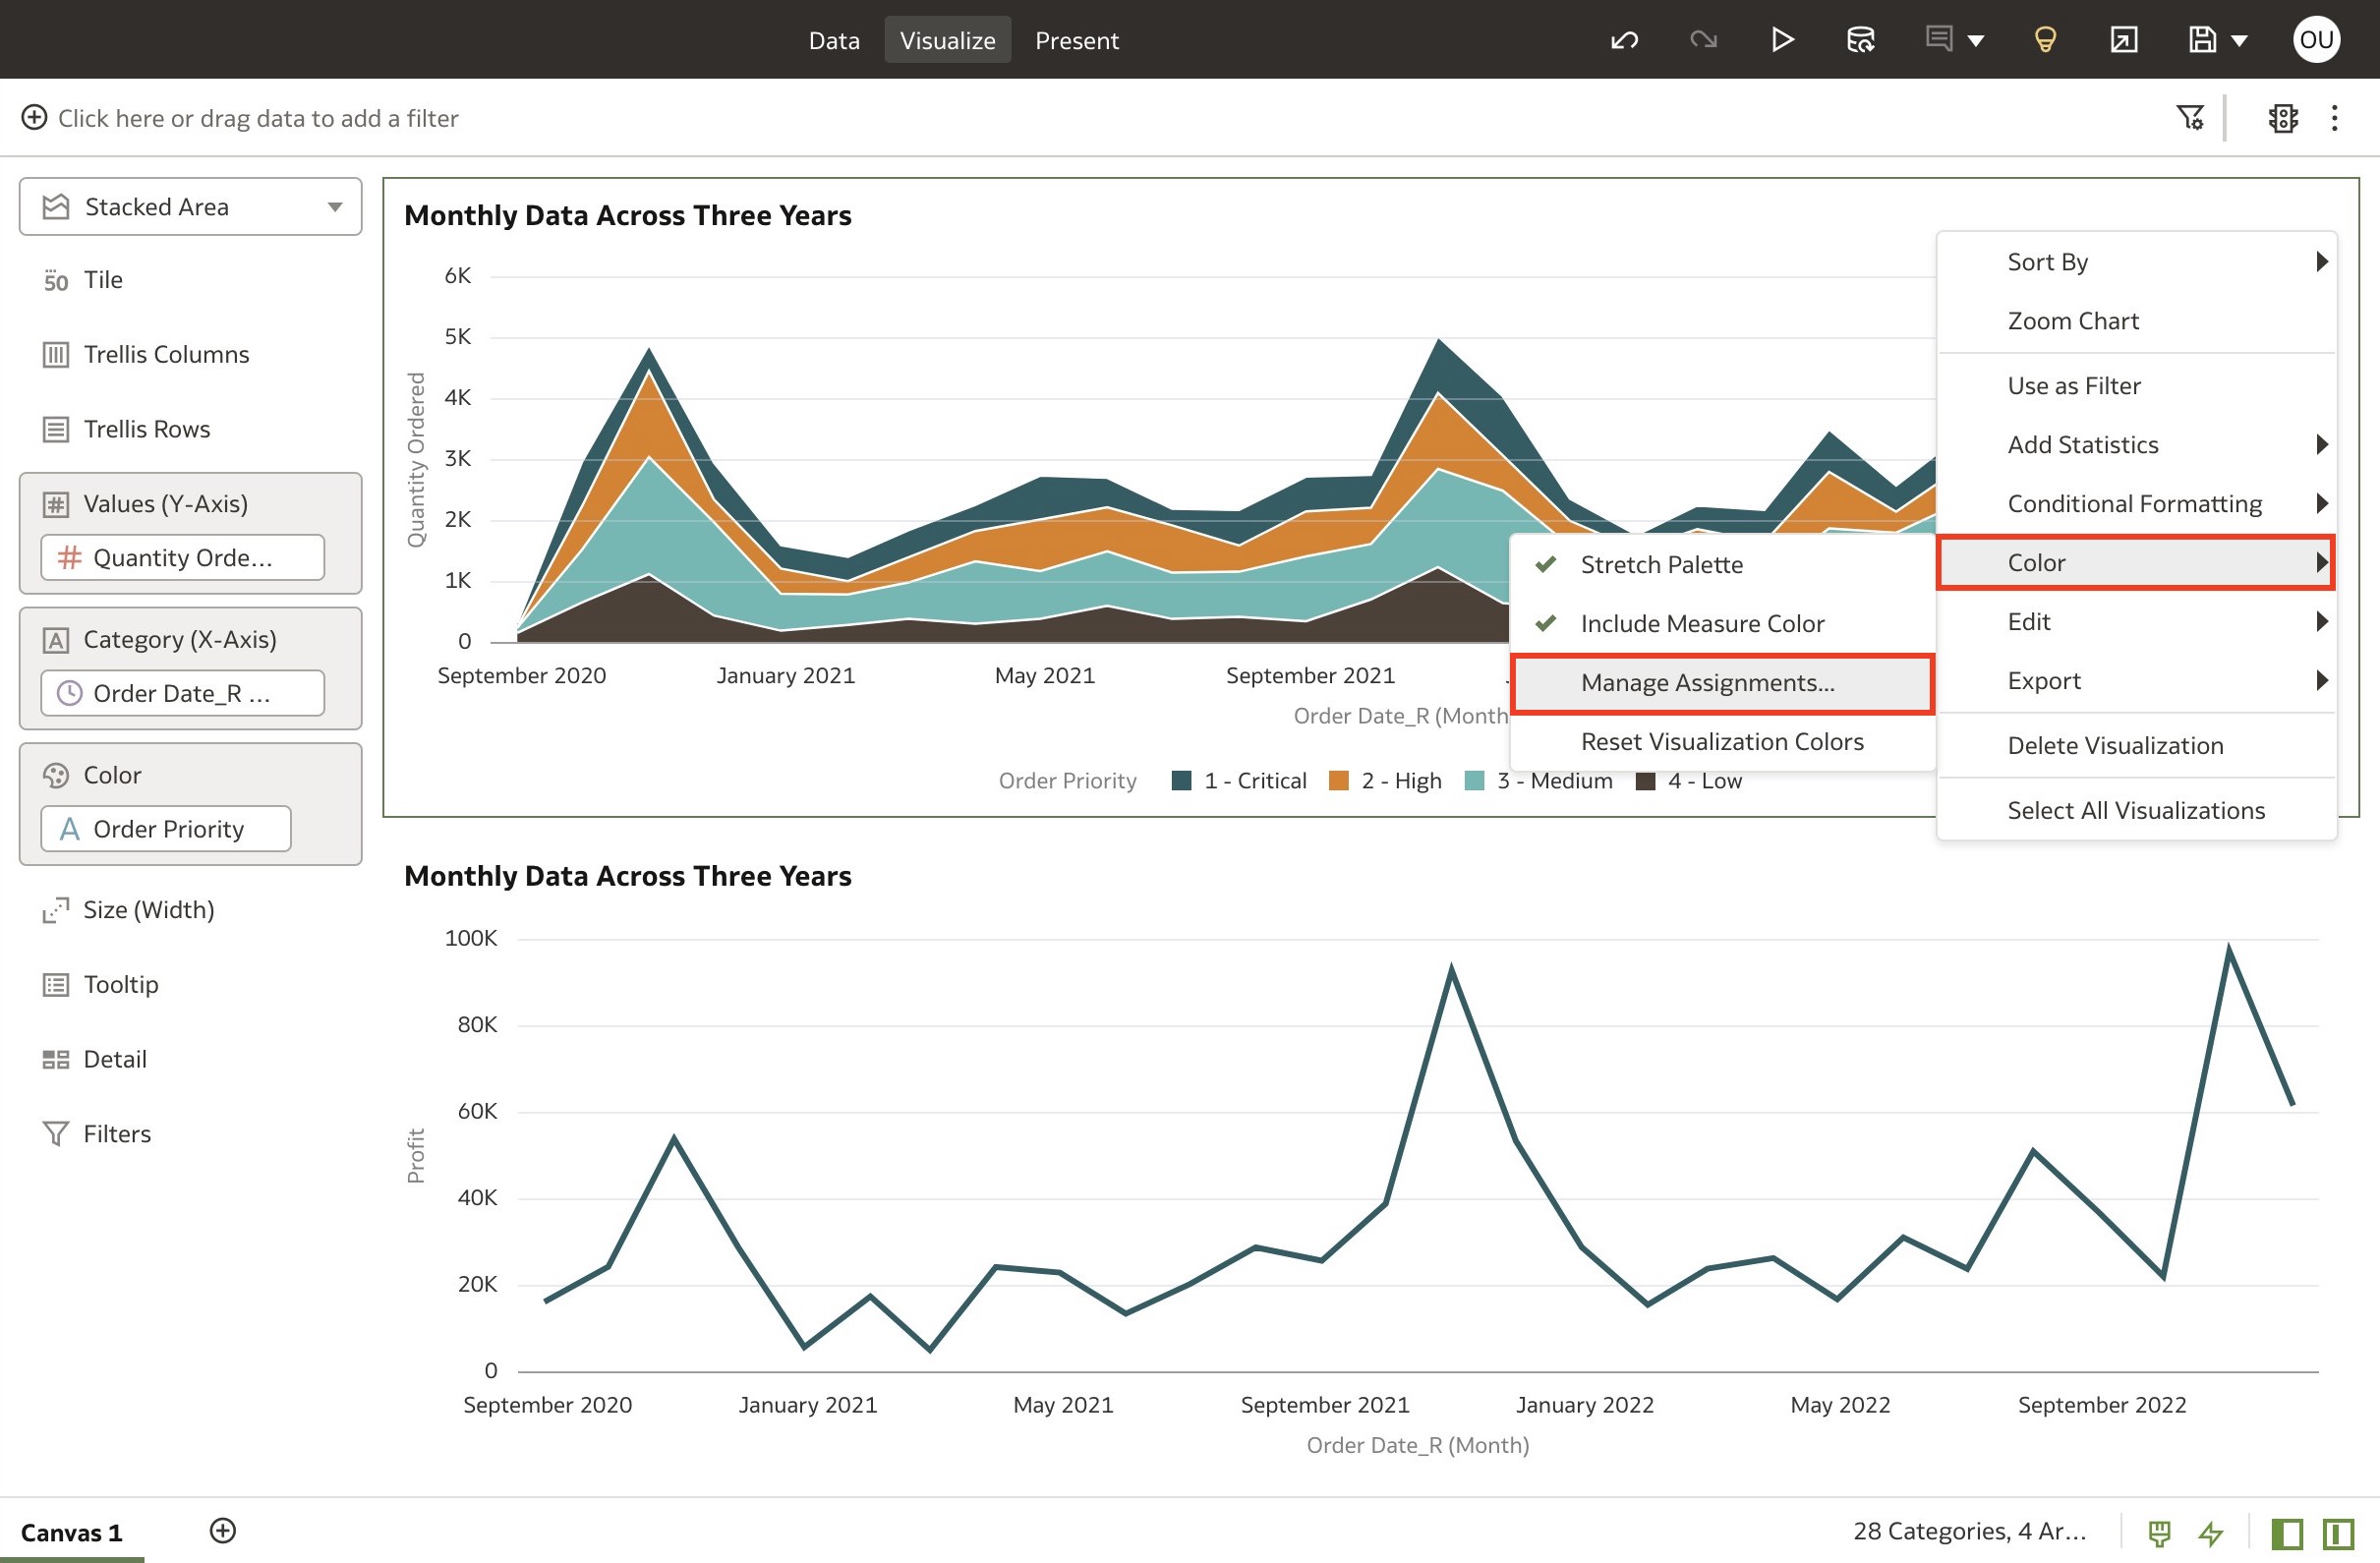 Data
Visualize
Present
OU
Click here or drag data to add a filter
Stacked Area
50 Tile
Trellis Columns
Trellis Rows
# Values (Y-Axis)
# Quantity Orde...
A Category (X-Axis)
Order Date_R ...
Color
A Order Priority
Size (Width)
Tooltip
Detail
Filters
Monthly Data Across Three Years
6K
5K
4K
3K
2K
1K
0
Quantity Ordered
September 2020
January 2021
May 2021
September 2021
Order Date_R (Month
Order Priority
1 - Critical
2 - High
3 - Medium
4 - Low
Sort By
Zoom Chart
Use as Filter
Add Statistics
Conditional Formatting
Color
Edit
Export
Delete Visualization
Select All Visualizations
Stretch Palette
Include Measure Color
Manage Assignments...
Reset Visualization Colors
Monthly Data Across Three Years
100K
80K
60K
40K
20K
0
Profit
September 2020
January 2021
May 2021
September 2021
January 2022
May 2022
September 2022
Order Date_R (Month)
Canvas 1
28 Categories, 4 Ar...